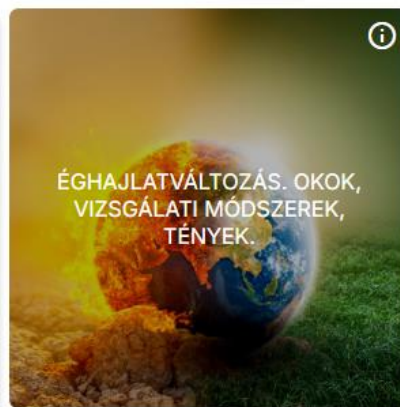 ÉGHAJLATVÁLTOZÁS. OKOK,
VIZSGÁLATI MÓDSZEREK,
TÉNYEK.